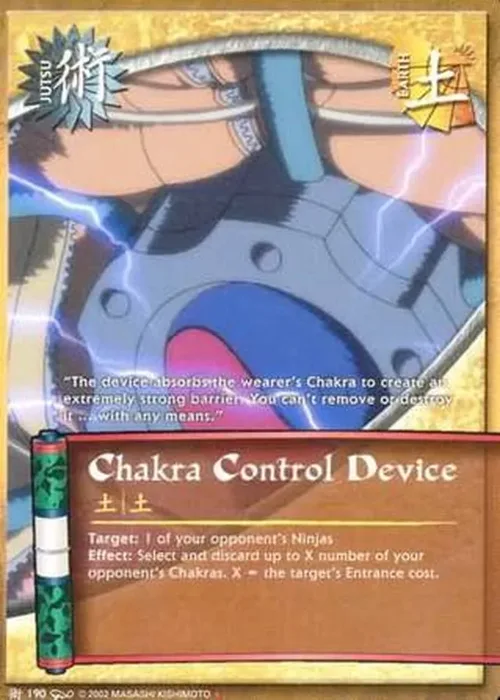 JUTSU
術
EARTH
土
"The device absorbs the wearer's Chakra to create an
extremely strong barrier. You can't remove or destroy
it ... with any means."
Chakra Control Device
土|土
Target: 1 of your opponent's Ninjas
Effect: Select and discard up to X number of your
opponent's Chakras. X = the target's Entrance cost.
術 190 © 2002 MASASHI KISHIMOTO